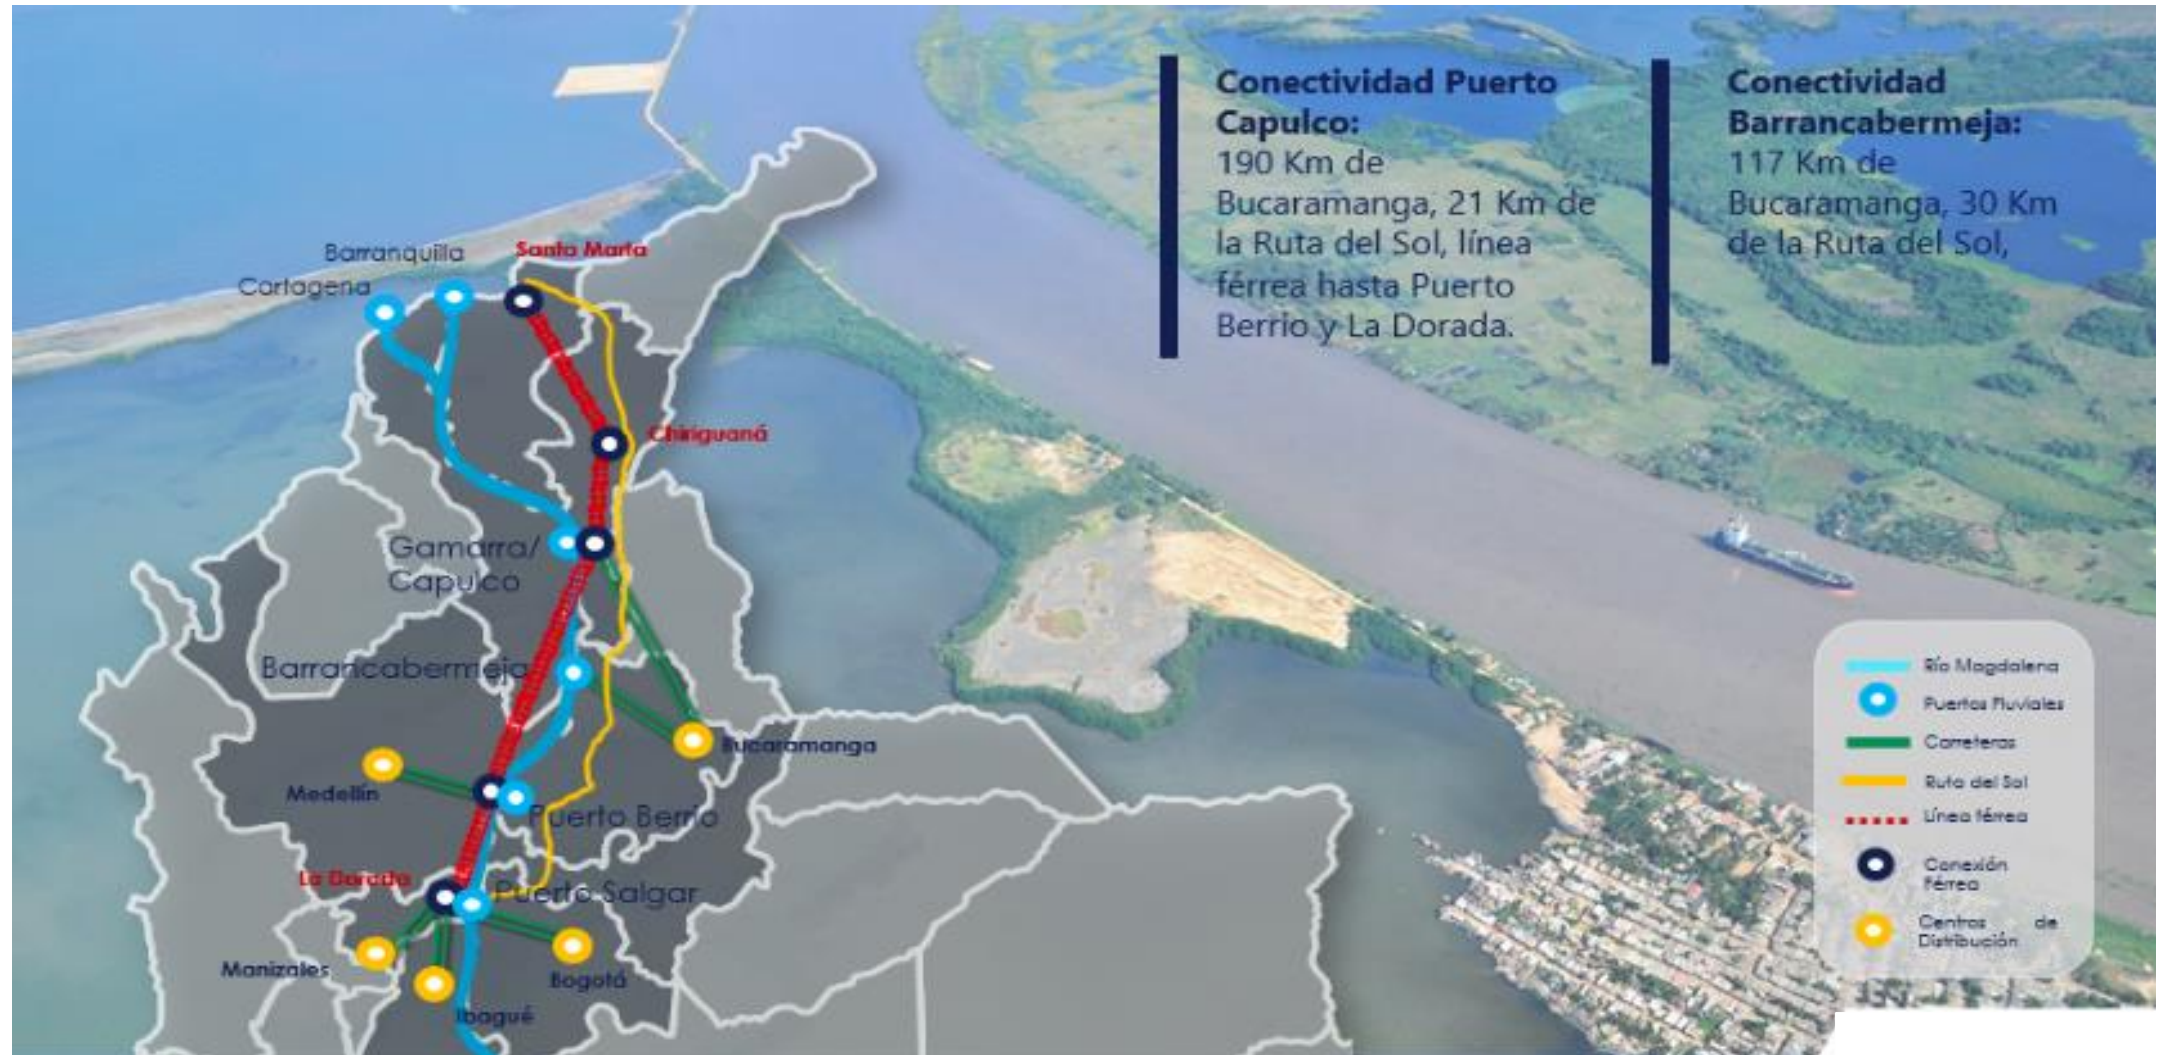 Conectividad Puerto
Capulco:
190 Km de
Bucaramanga, 21 Km de
la Ruta del Sol, línea
férrea hasta Puerto
Berrio y La Dorada.
Conectividad
Barrancabermeja:
117 Km de
Bucaramanga, 30 Km
de la Ruta del Sol,
Barranquilla
Santa Marta
Cartagena
Chiriguaná
Gamarra/
Capulco
Barrancabermeja
Bucaramanga
Medellín
Puerto Berrío
La Dorada
Puerto Salgar
Manizales
Bogotá
Ibagué
Río Magdalena
Puertos Fluviales
Carreteras
Ruta del Sol
Línea férrea
Conexión
Férrea
Centros de
Distribución